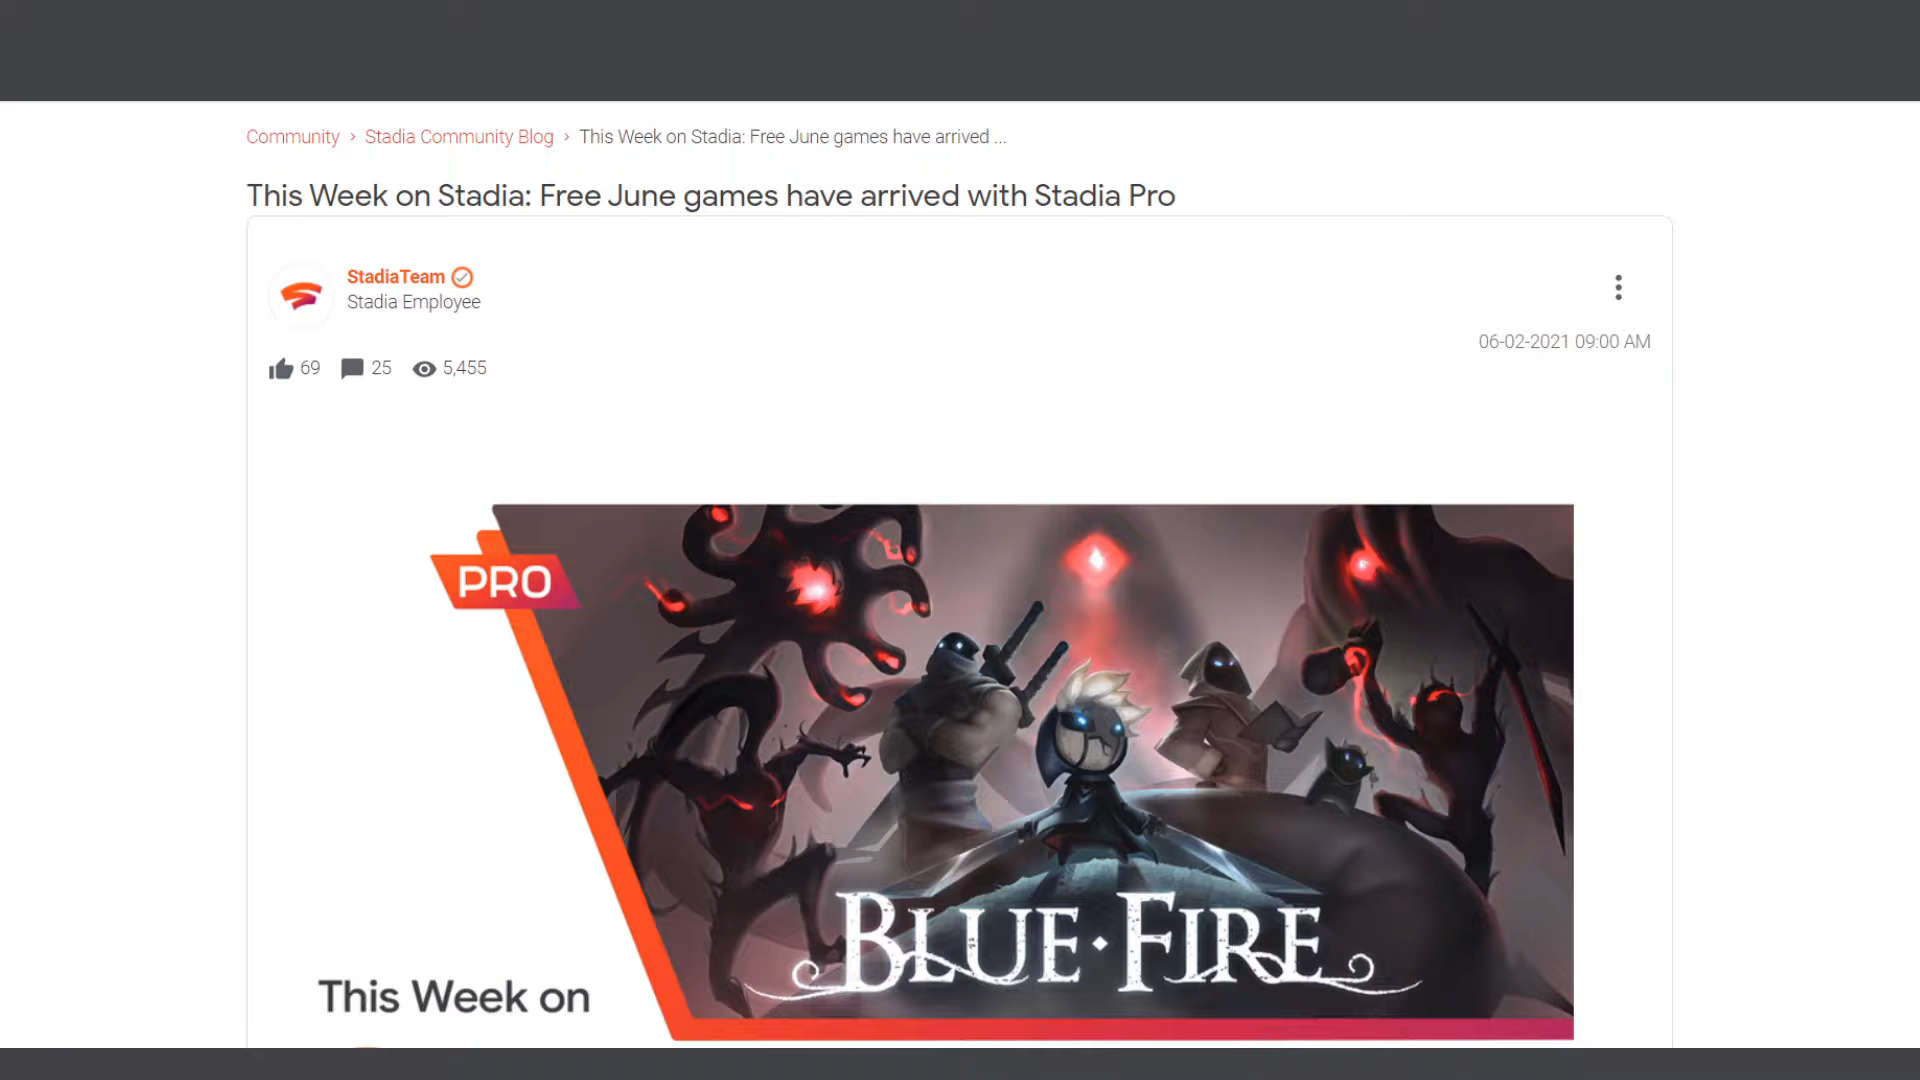 Community › Stadia Community Blog › This Week on Stadia: Free June games have arrived ...
This Week on Stadia: Free June games have arrived with Stadia Pro
StadiaTeam
Stadia Employee
06-02-2021 09:00 AM
69 25 5,455
PRO
BLUE·FIRE
This Week on